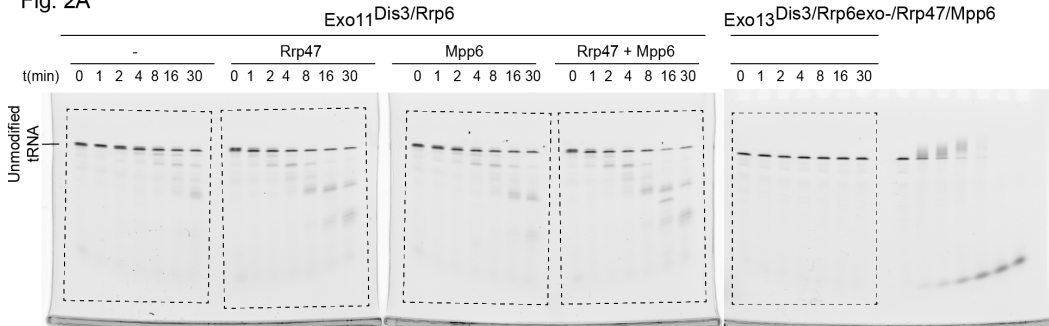 Fig. 2A
Exo11Dis3/Rrp6
Exo13Dis3/Rrp6exo-/Rrp47/Mpp6
- Rrp47 Mpp6 Rrp47 + Mpp6
t(min) 0 1 2 4 8 16 30 0 1 2 4 8 16 30 0 1 2 4 8 16 30 0 1 2 4 8 16 30 0 1 2 4 8 16 30
Unmodified
tRNA